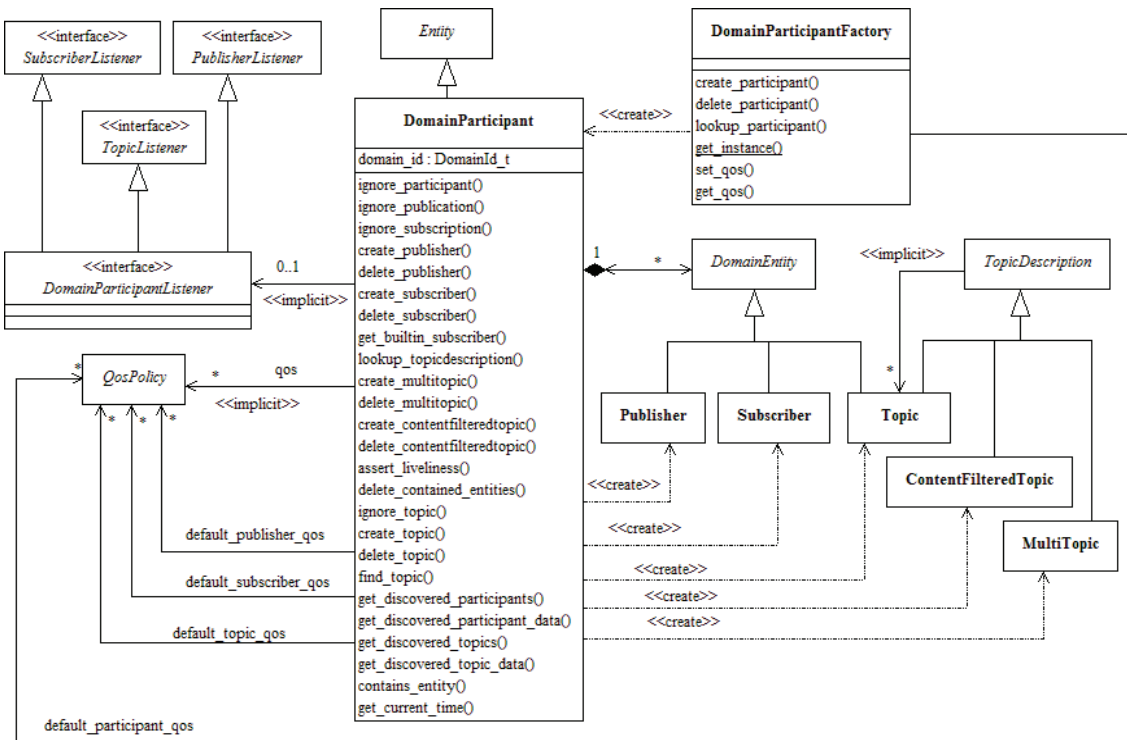 <<interface>>
SubscriberListener
<<interface>>
PublisherListener
<<interface>>
TopicListener
<<interface>>
DomainParticipantListener
0..1
<<implicit>>
Entity
DomainParticipant
domain_id : DomainId_t
ignore_participant()
ignore_publication()
ignore_subscription()
create_publisher()
delete_publisher()
create_subscriber()
delete_subscriber()
get_builtin_subscriber()
lookup_topicdescription()
create_multitopic()
delete_multitopic()
create_contentfilteredtopic()
delete_contentfilteredtopic()
assert_liveliness()
delete_contained_entities()
ignore_topic()
create_topic()
delete_topic()
find_topic()
get_discovered_participants()
get_discovered_participant_data()
get_discovered_topics()
get_discovered_topic_data()
contains_entity()
get_current_time()
<<create>>
DomainParticipantFactory
create_participant()
delete_participant()
lookup_participant()
get_instance()
set_qos()
get_qos()
1
*
DomainEntity
<<implicit>>
TopicDescription
*
Publisher
Subscriber
Topic
ContentFilteredTopic
MultiTopic
<<create>>
<<create>>
<<create>>
<<create>>
<<create>>
*
QosPolicy
*
qos
<<implicit>>
*
*
*
default_publisher_qos
default_subscriber_qos
default_topic_qos
default_participant_qos